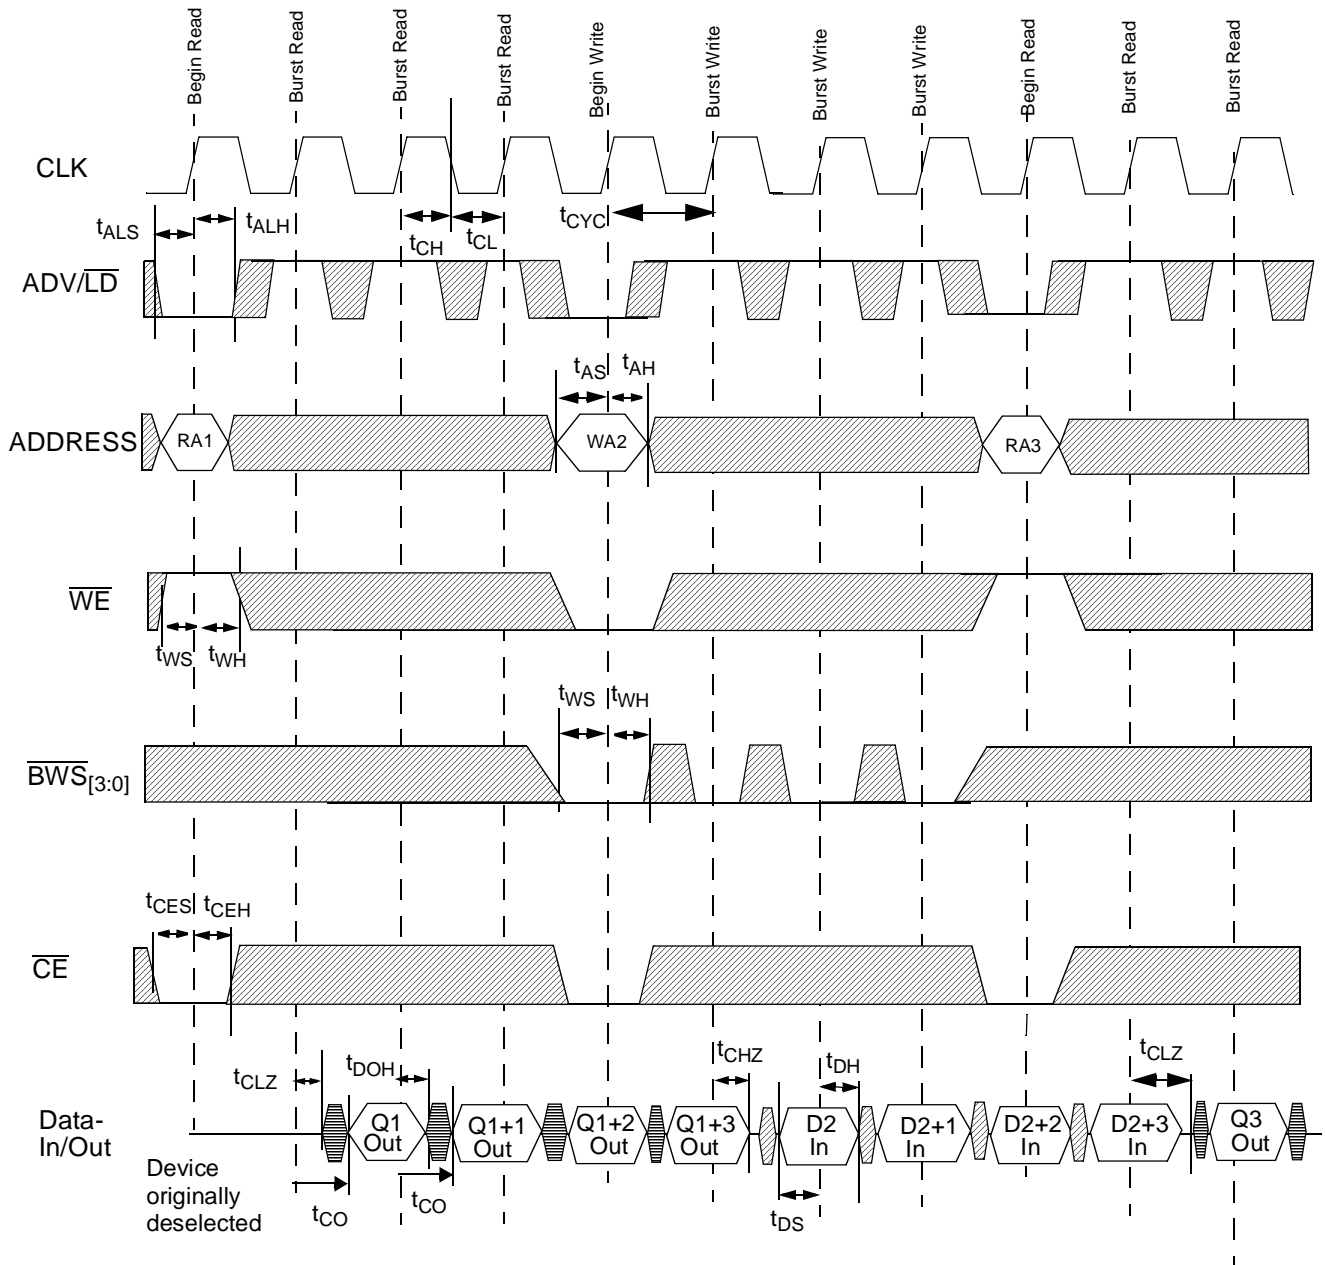 Begin Read
Burst Read
Burst Read
Burst Read
Begin Write
Burst Write
Burst Write
Burst Write
Begin Read
Burst Read
Burst Read
CLK
tALS
tALH
tCH
tCL
tCYC
ADV/LD
tAS
tAH
ADDRESS
RA1
WA2
RA3
WE
tWS
tWH
tWS
tWH
BWS[3:0]
tCES
tCEH
CE
tCLZ
tDOH
tCHZ
tDH
tCLZ
Data-
In/Out
Q1
Out
Q1+1
Out
Q1+2
Out
Q1+3
Out
D2
In
D2+1
In
D2+2
In
D2+3
In
Q3
Out
Device
originally
deselected
tCO
tCO
tDS